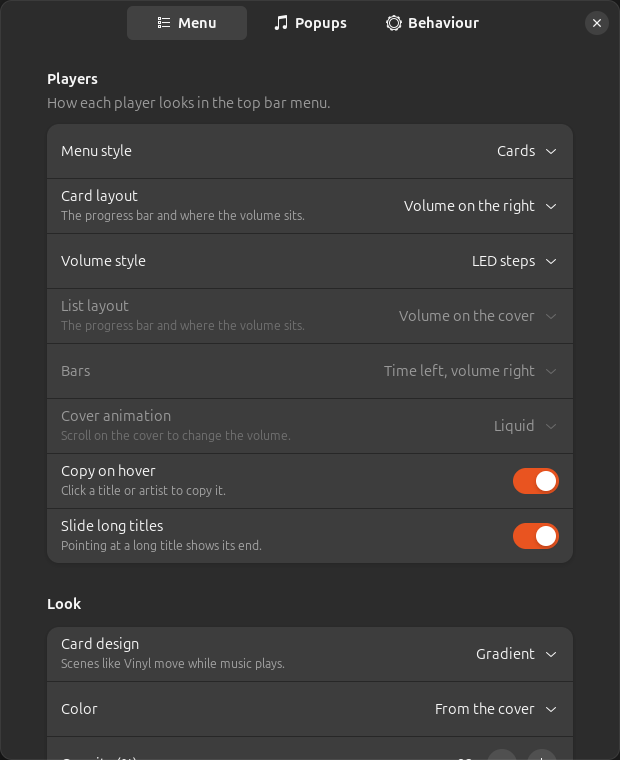 Menu
Popups
Behaviour
Players
How each player looks in the top bar menu.
Menu style
Cards
Card layout
The progress bar and where the volume sits.
Volume on the right
Volume style
LED steps
List layout
The progress bar and where the volume sits.
Volume on the cover
Bars
Time left, volume right
Cover animation
Scroll on the cover to change the volume.
Liquid
Copy on hover
Click a title or artist to copy it.
Slide long titles
Pointing at a long title shows its end.
Look
Card design
Scenes like Vinyl move while music plays.
Gradient
Color
From the cover